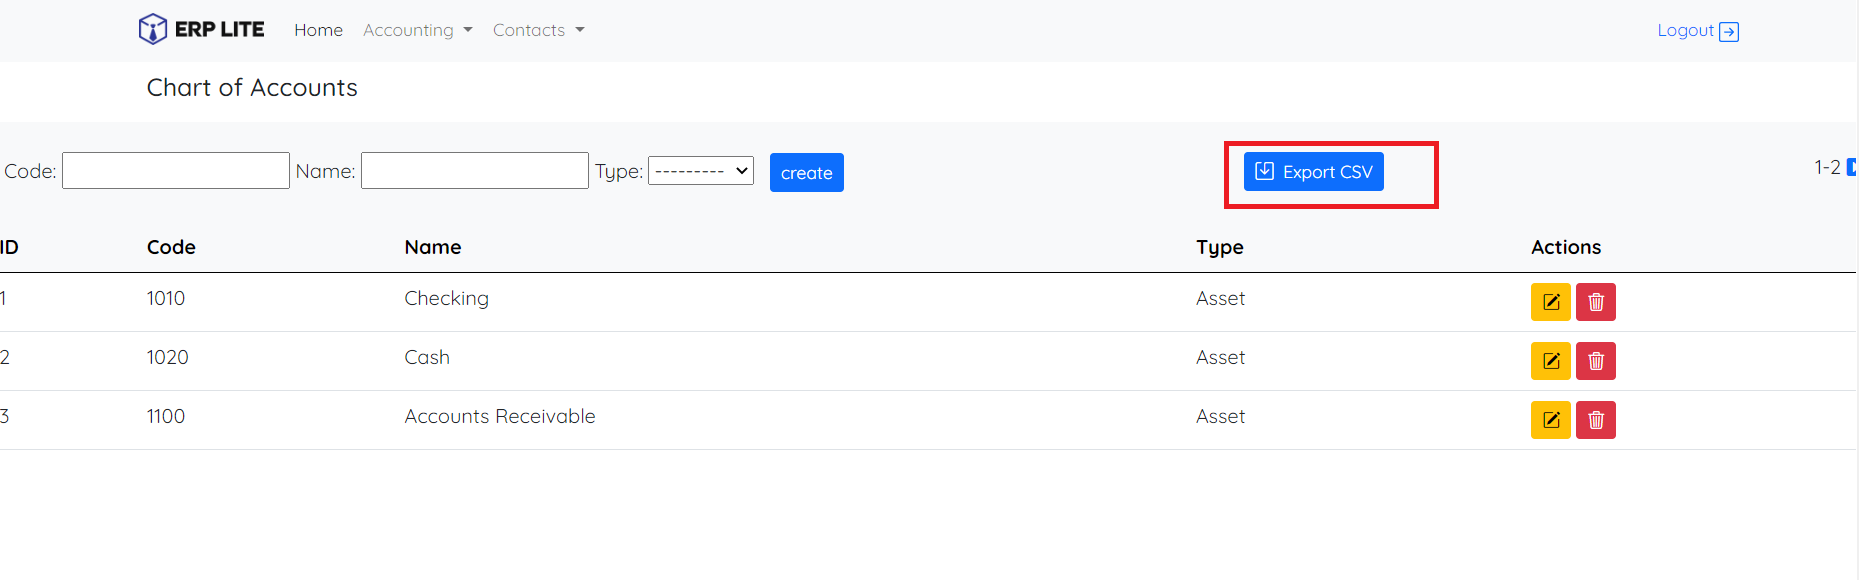 ERP LITE Home Accounting Contacts Logout
Chart of Accounts
Code: Name: Type: --------- create Export CSV 1-2
ID Code Name Type Actions
1 1010 Checking Asset
2 1020 Cash Asset
3 1100 Accounts Receivable Asset